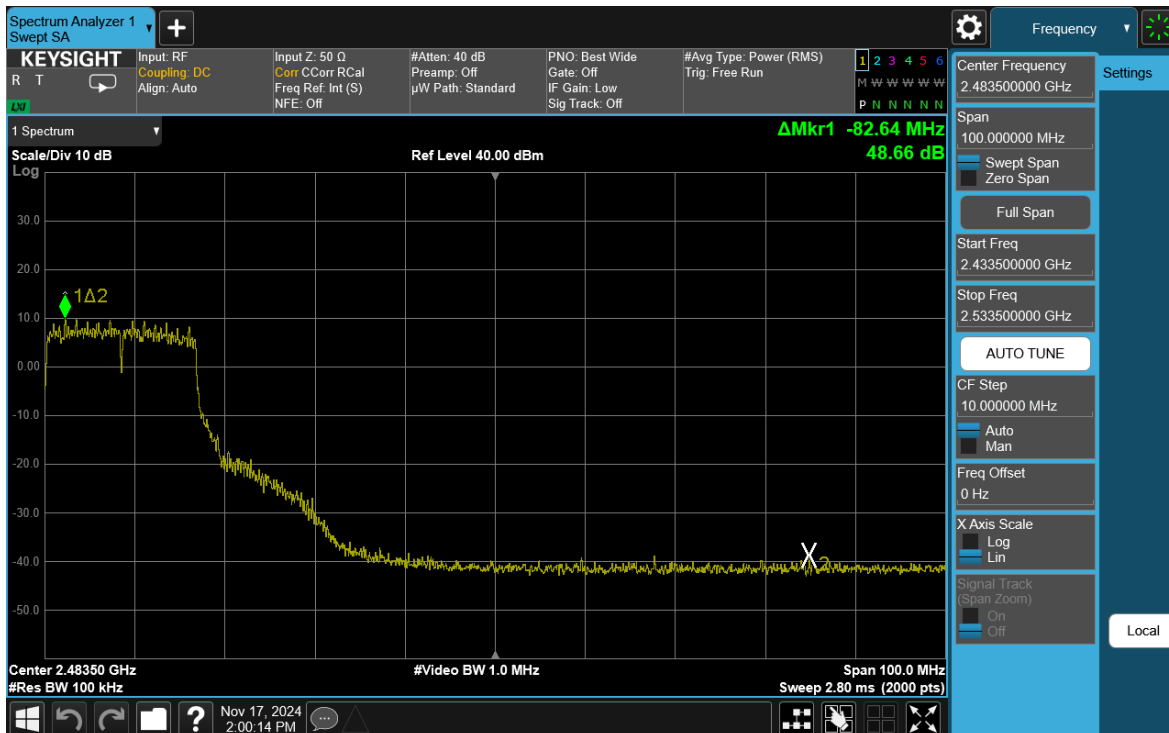 Spectrum Analyzer 1
Swept SA
Frequency
KEYSIGHT
R T
LXI
Input: RF
Coupling: DC
Align: Auto
Input Z: 50 Ω
Corr CCorr RCal
Freq Ref: Int (S)
NFE: Off
#Atten: 40 dB
Preamp: Off
µW Path: Standard
PNO: Best Wide
Gate: Off
IF Gain: Low
Sig Track: Off
#Avg Type: Power (RMS)
Trig: Free Run
1 2 3 4 5 6
M W W W W W
P N N N N N
1 Spectrum
ΔMkr1 -82.64 MHz
Scale/Div 10 dB
Ref Level 40.00 dBm
48.66 dB
Log
30.0
20.0
1Δ2
10.0
0.00
-10.0
-20.0
-30.0
-40.0
2
-50.0
Center 2.48350 GHz
#Video BW 1.0 MHz
Span 100.0 MHz
#Res BW 100 kHz
Sweep 2.80 ms (2000 pts)
Center Frequency
2.483500000 GHz
Settings
Span
100.000000 MHz
Swept Span
Zero Span
Full Span
Start Freq
2.433500000 GHz
Stop Freq
2.533500000 GHz
AUTO TUNE
CF Step
10.000000 MHz
Auto
Man
Freq Offset
0 Hz
X Axis Scale
Log
Lin
Signal Track
(Span Zoom)
On
Off
Local
?
Nov 17, 2024
2:00:14 PM